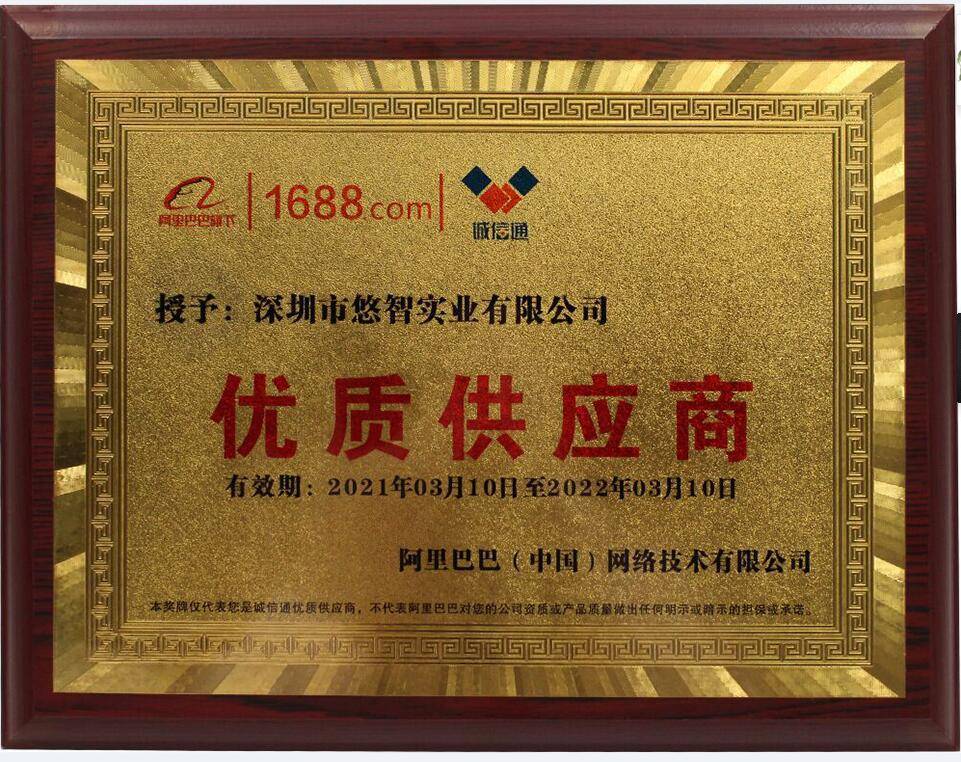 阿里巴巴旗下
1688.com
诚信通
授予：深圳市悠智实业有限公司
优质供应商
有效期：2021年03月10日至2022年03月10日
阿里巴巴（中国）网络技术有限公司
本奖牌仅代表您是诚信通优质供应商，不代表阿里巴巴对您的公司资质或产品质量做出任何明示或暗示的担保或承诺。